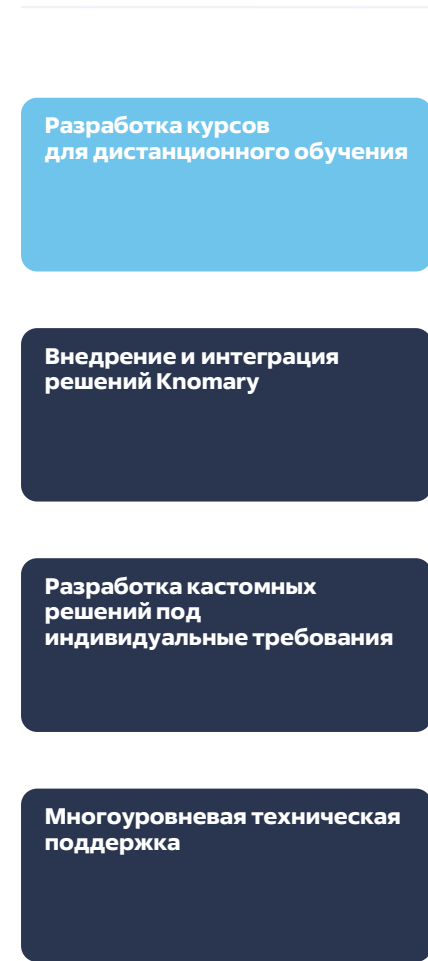 Разработка курсов
для дистанционного обучения
Внедрение и интеграция
решений Knomary
Разработка кастомных
решений под
индивидуальные требования
Многоуровневая техническая
поддержка